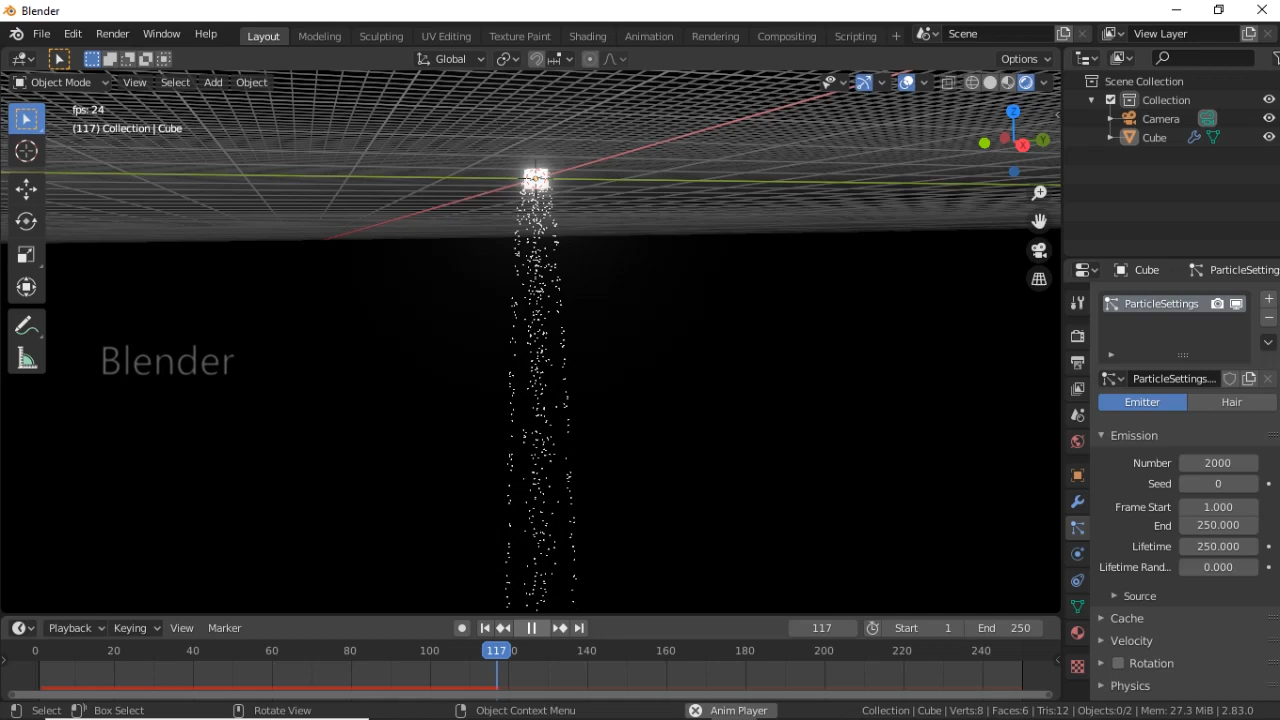 Blender
File Edit Render Window Help Layout Modeling Sculpting UV Editing Texture Paint Shading Animation Rendering Compositing Scripting + Scene View Layer
Global Options
Object Mode View Select Add Object
fps: 24
(117) Collection | Cube
Blender
Z
X
Y
Scene Collection
Collection
Camera
Cube
Cube ParticleSetting
ParticleSettings
ParticleSettings....
Emitter Hair
Emission
Number 2000
Seed 0
Frame Start 1.000
End 250.000
Lifetime 250.000
Lifetime Rand... 0.000
Source
Cache
Velocity
Rotation
Physics
Playback Keying View Marker 117 Start 1 End 250
0 20 40 60 80 100 117 0 140 160 180 200 220 240
Select Box Select Rotate View Object Context Menu Anim Player Collection | Cube | Verts:8 | Faces:6 | Tris:12 | Objects:0/2 | Mem: 27.3 MiB | 2.83.0